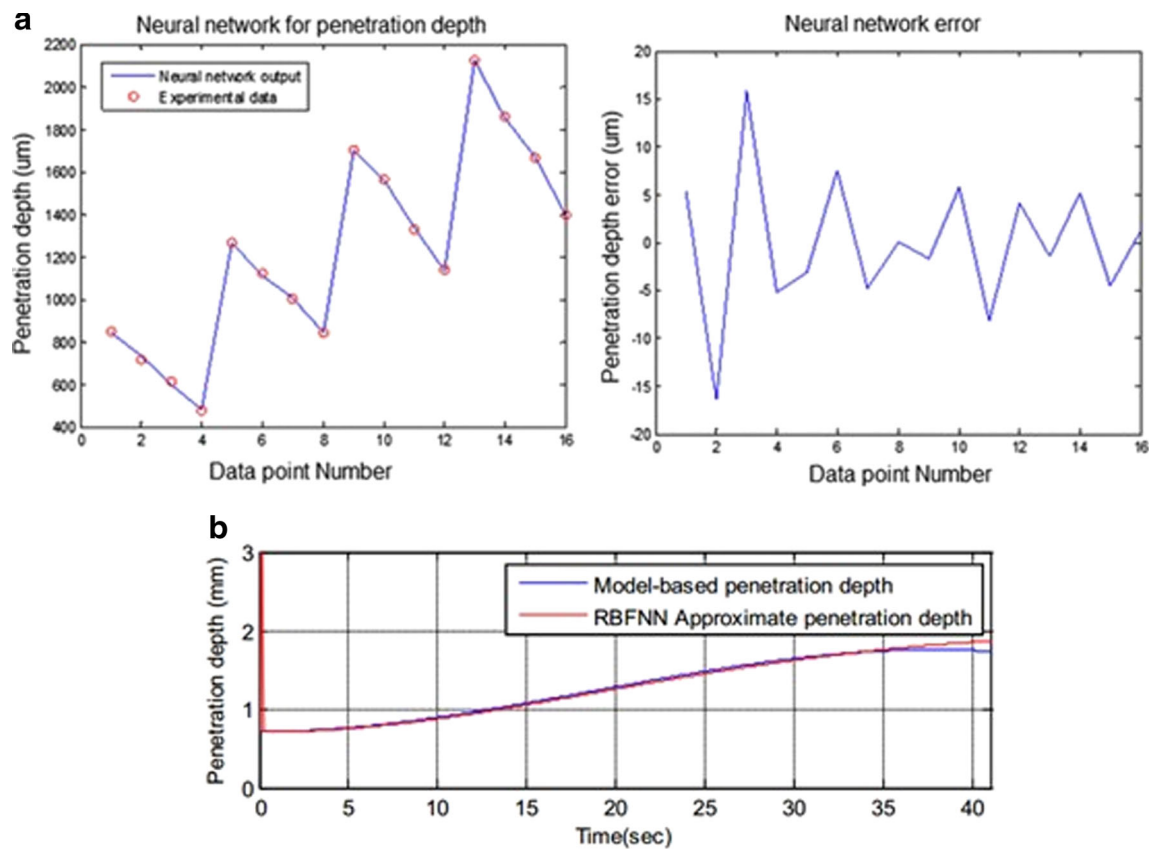 a
Neural network for penetration depth
2200
2000
1800
1600
1400
1200
1000
800
600
400
0 2 4 6 8 10 12 14 16
Penetration depth (um)
Data point Number
Neural network output
Experimental data
Neural network error
20
15
10
5
0
-5
-10
-15
-20
0 2 4 6 8 10 12 14 16
Penetration depth error (um)
Data point Number
b
3
2
1
0
0 5 10 15 20 25 30 35 40
Penetration depth (mm)
Time(sec)
Model-based penetration depth
RBFNN Approximate penetration depth